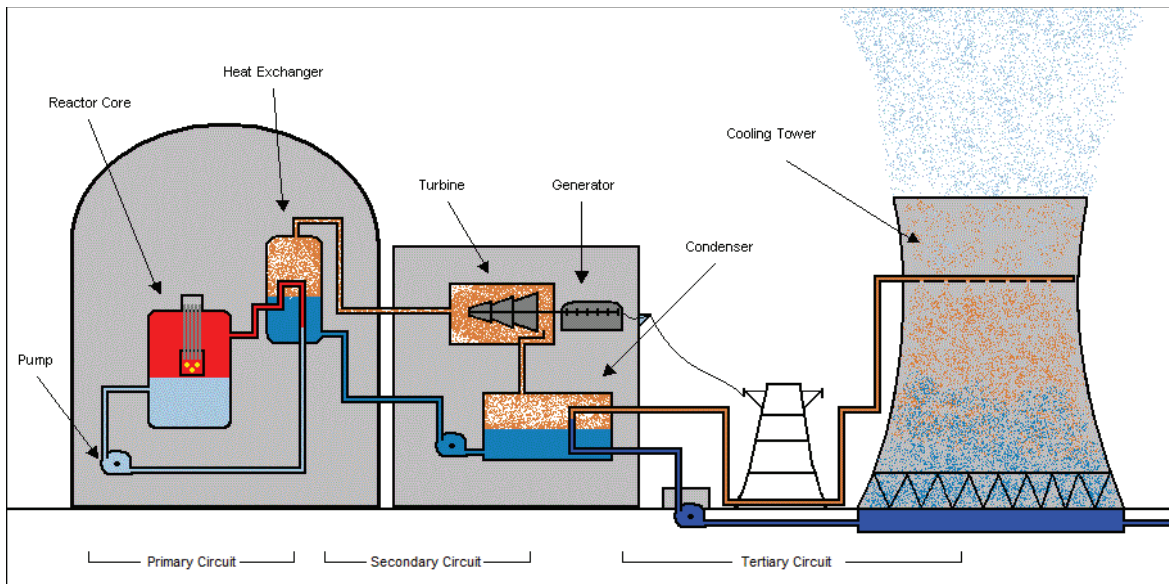 Heat Exchanger
Reactor Core
Cooling Tower
Turbine
Generator
Condenser
Pump
Primary Circuit
Secondary Circuit
Tertiary Circuit